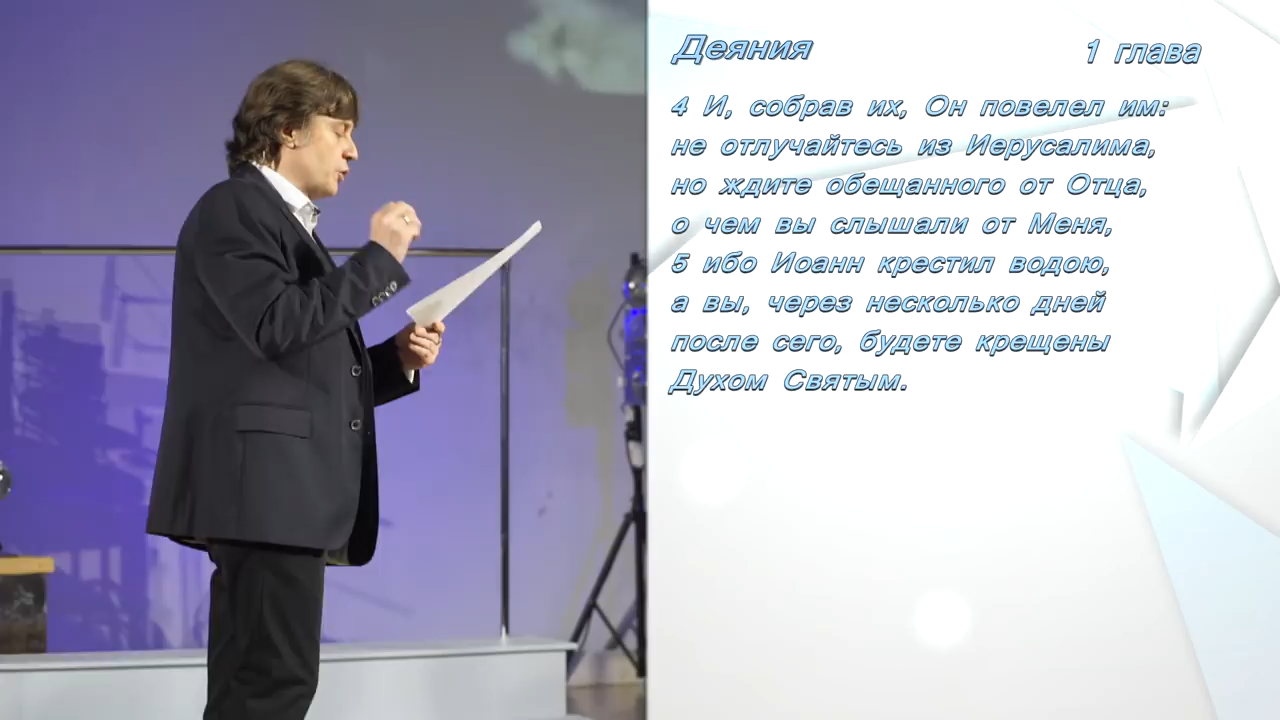 Деяния 1 глава
4 И, собрав их, Он повелел им:
не отлучайтесь из Иерусалима,
но ждите обещанного от Отца,
о чем вы слышали от Меня,
5 ибо Иоанн крестил водою,
а вы, через несколько дней
после сего, будете крещены
Духом Святым.